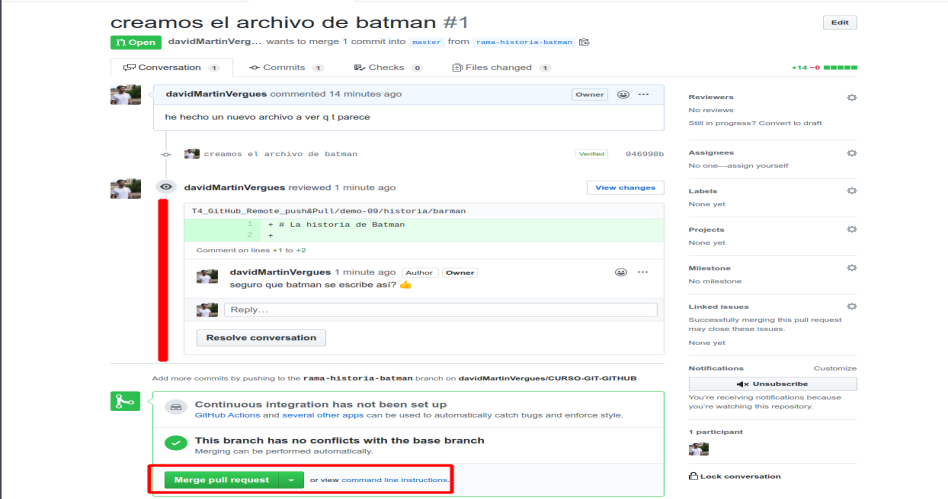 creamos el archivo de batman #1
Edit
Open davidMartinVerg... wants to merge 1 commit into master from rama-historia-batman
Conversation 1 Commits 1 Checks 0 Files changed 1 +14 −0
davidMartinVergues commented 14 minutes ago Owner ...
he hecho un nuevo archivo a ver q t parece
creamos el archivo de batman Verified 046998b
davidMartinVergues reviewed 1 minute ago View changes
T4_GitHub_Remote_push&Pull/demo-09/historia/barman
1 + # La historia de Batman
2 +
Comment on lines +1 to +2
davidMartinVergues 1 minute ago Author Owner ...
seguro que batman se escribe así? 👍
Reply...
Resolve conversation
Add more commits by pushing to the rama-historia-batman branch on davidMartinVergues/CURSO-GIT-GITHUB.
Continuous integration has not been set up
GitHub Actions and several other apps can be used to automatically catch bugs and enforce style.
This branch has no conflicts with the base branch
Merging can be performed automatically.
Merge pull request or view command line instructions.
Reviewers
No reviews
Still in progress? Convert to draft
Assignees
No one—assign yourself
Labels
None yet
Projects
None yet
Milestone
No milestone
Linked issues
Successfully merging this pull request
may close these issues.
None yet
Notifications Customize
Unsubscribe
You're receiving notifications because
you're watching this repository.
1 participant
Lock conversation